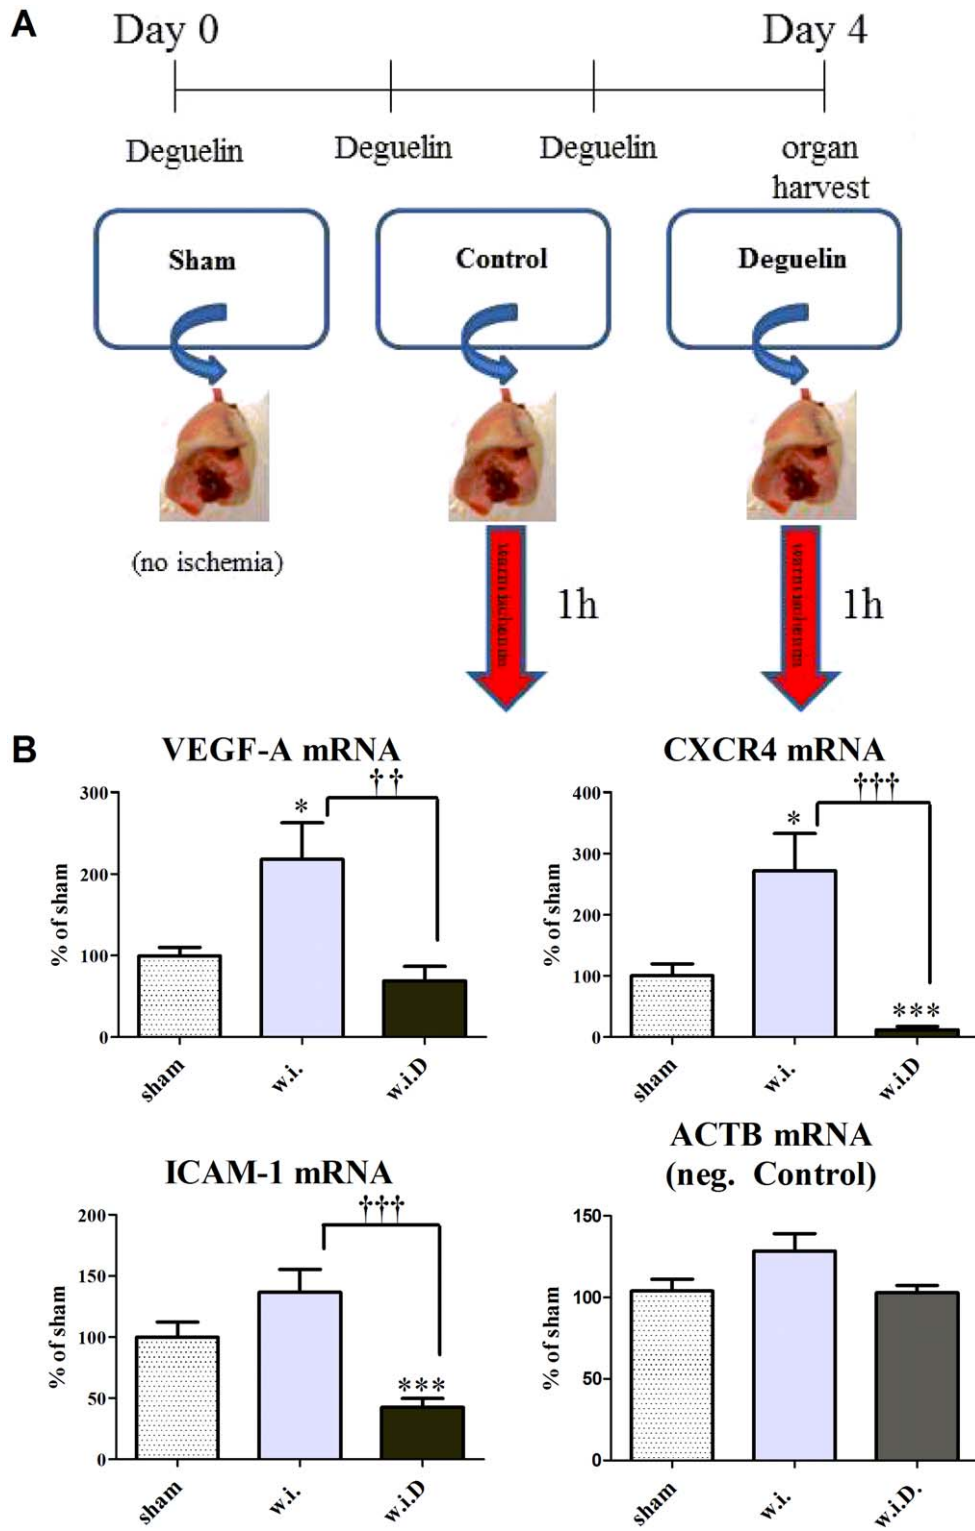 A
Day 0 Day 4
Deguelin Deguelin Deguelin organ
harvest
Sham Control Deguelin
(no ischemia)
1h 1h
B
VEGF-A mRNA
††
*
% of sham
300
200
100
0
sham w.i. w.i.D
CXCR4 mRNA
†††
*
***
% of sham
400
300
200
100
0
sham w.i. w.i.D
ICAM-1 mRNA
†††
***
% of sham
200
150
100
50
0
sham w.i. w.i.D
ACTB mRNA
(neg. Control)
% of sham
150
100
50
0
sham w.i. w.i.D.